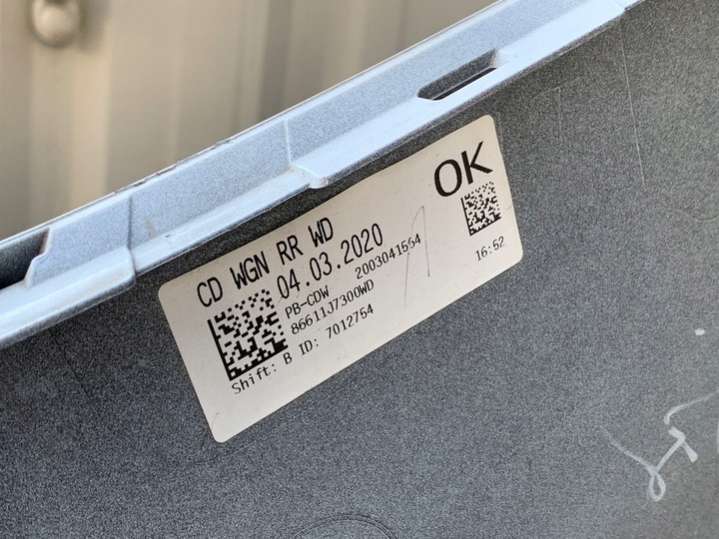 CD WGN RR WD
04.03.2020
PB-CDW 2003041554
86611J7300WD
Shift: B ID: 7012754
OK
16:52